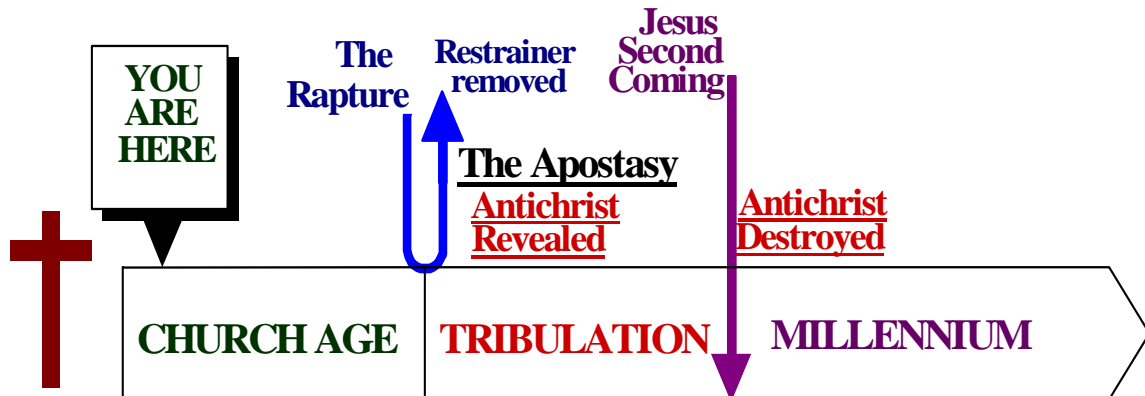 YOU
ARE
HERE
The
Rapture
Restrainer
removed
Jesus
Second
Coming
The Apostasy
Antichrist
Revealed
Antichrist
Destroyed
CHURCH AGE
TRIBULATION
MILLENNIUM